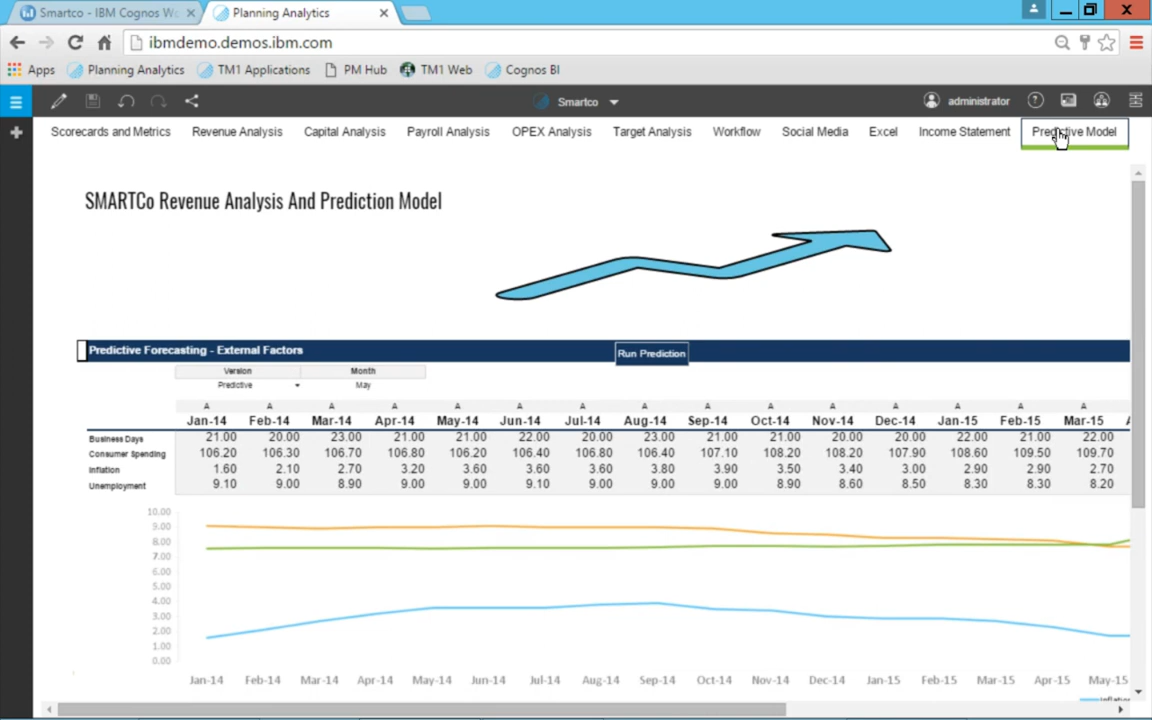 Smartco - IBM Cognos Wo
Planning Analytics
ibmdemo.demos.ibm.com
Apps Planning Analytics TM1 Applications PM Hub TM1 Web Cognos BI
Smartco administrator
Scorecards and Metrics Revenue Analysis Capital Analysis Payroll Analysis OPEX Analysis Target Analysis Workflow Social Media Excel Income Statement Predictive Model
SMARTCo Revenue Analysis And Prediction Model
Predictive Forecasting - External Factors Run Prediction
Version Month
Predictive May
A A A A A A A A A A A A A A A
Jan-14 Feb-14 Mar-14 Apr-14 May-14 Jun-14 Jul-14 Aug-14 Sep-14 Oct-14 Nov-14 Dec-14 Jan-15 Feb-15 Mar-15 A
Business Days 21.00 20.00 23.00 21.00 21.00 22.00 20.00 23.00 21.00 21.00 20.00 20.00 22.00 21.00 22.00
Consumer Spending 106.20 106.30 106.70 106.80 106.20 106.40 106.80 106.40 107.10 108.20 108.20 107.90 108.60 109.50 109.70
Inflation 1.60 2.10 2.70 3.20 3.60 3.60 3.60 3.80 3.90 3.50 3.40 3.00 2.90 2.90 2.70
Unemployment 9.10 9.00 8.90 9.00 9.00 9.10 9.00 9.00 9.00 8.90 8.60 8.50 8.30 8.30 8.20
10.00
9.00
8.00
7.00
6.00
5.00
4.00
3.00
2.00
1.00
0.00
Jan-14 Feb-14 Mar-14 Apr-14 May-14 Jun-14 Jul-14 Aug-14 Sep-14 Oct-14 Nov-14 Dec-14 Jan-15 Feb-15 Mar-15 Apr-15 May-15